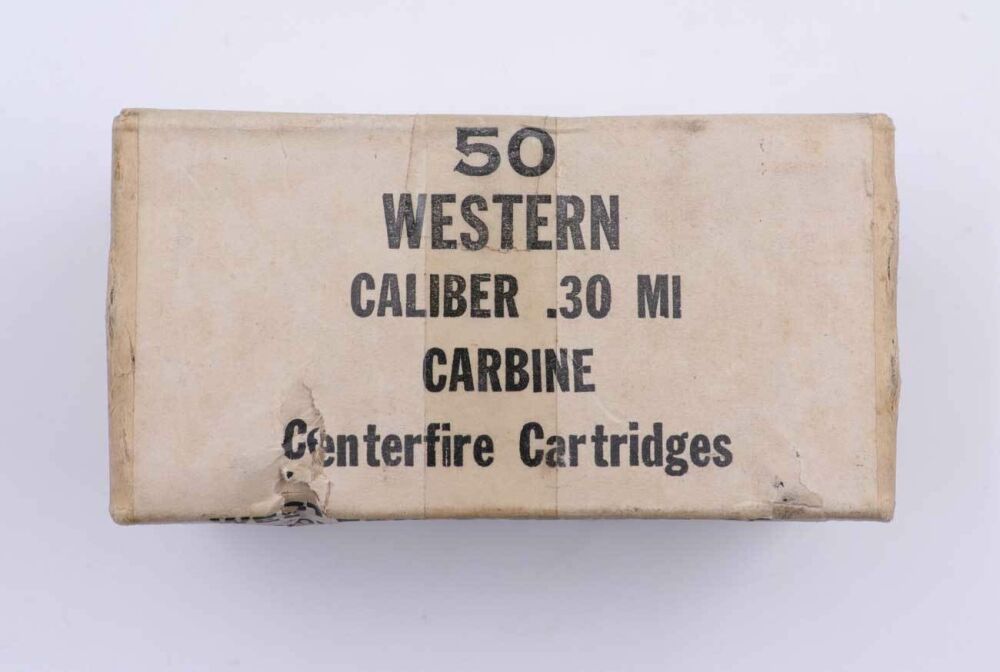 50
WESTERN
CALIBER .30 MI
CARBINE
Centerfire Cartridges